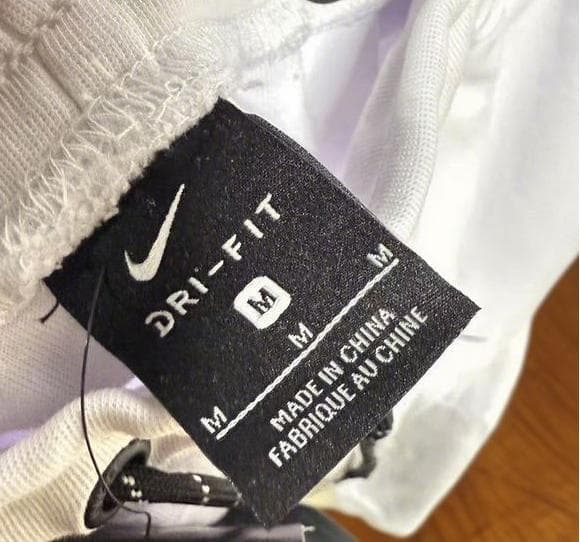 DRI-FIT
M
M M M
MADE IN CHINA
FABRIQUE AU CHINE